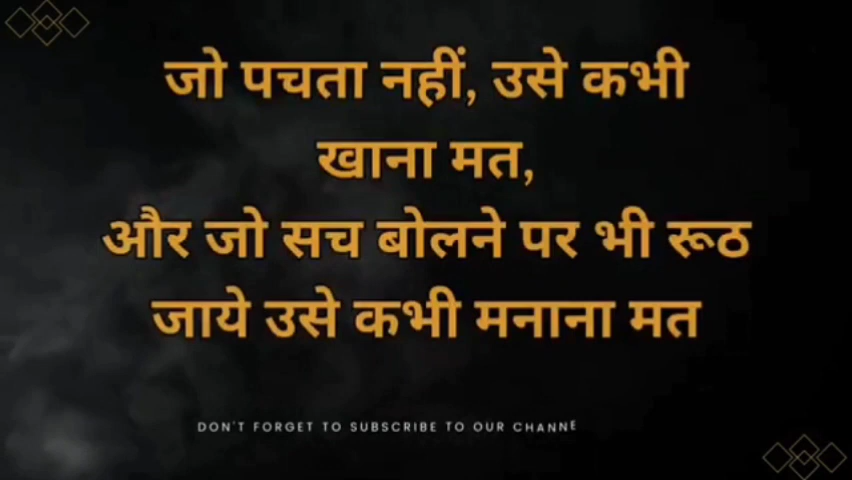 जो पचता नहीं, उसे कभी
खाना मत,
और जो सच बोलने पर भी रूठ
जाये उसे कभी मनाना मत
DON'T FORGET TO SUBSCRIBE TO OUR CHANNE